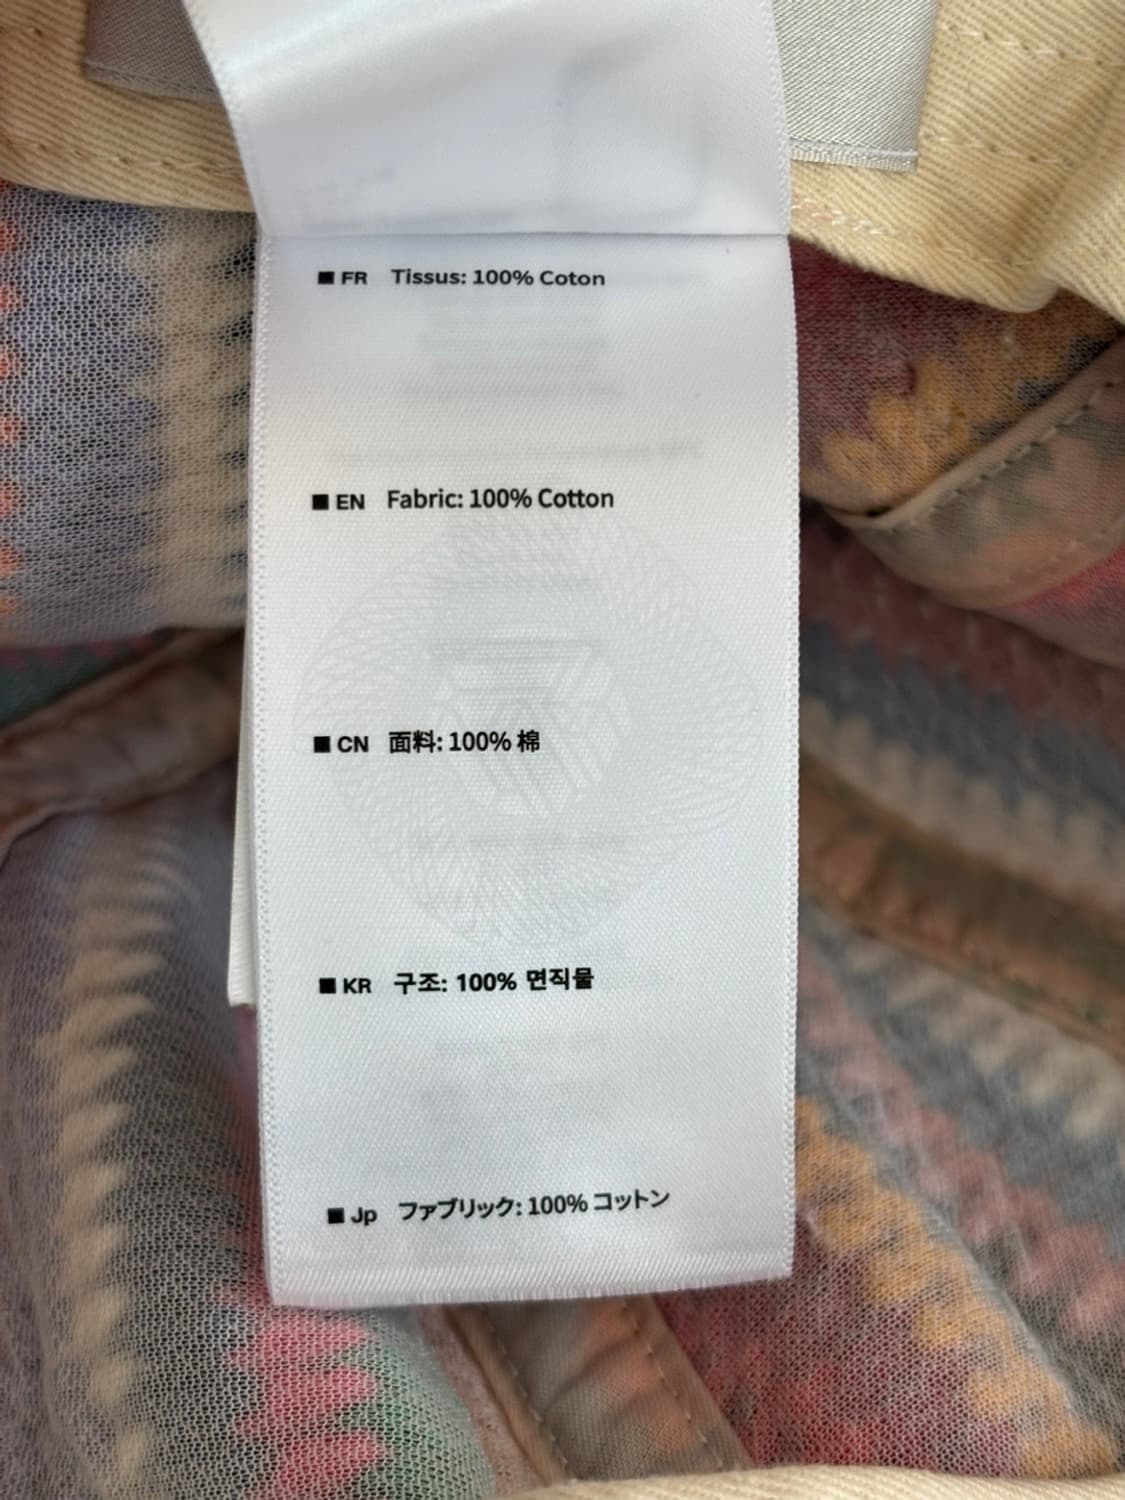 ■ FR Tissus: 100% Coton
■ EN Fabric: 100% Cotton
■ CN 面料: 100% 棉
■ KR 구조: 100% 면직물
■ Jp ファブリック: 100% コットン